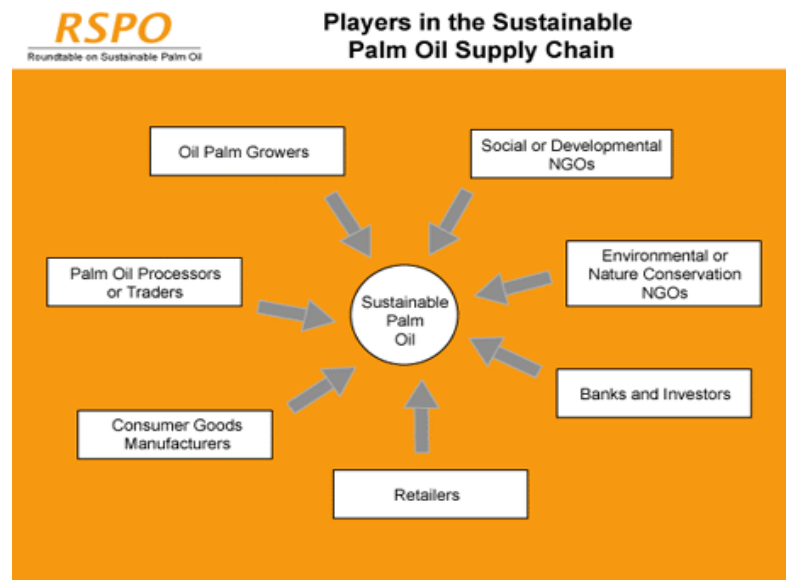 RSPO
Roundtable on Sustainable Palm Oil
Players in the Sustainable
Palm Oil Supply Chain
Oil Palm Growers
Social or Developmental
NGOs
Palm Oil Processors
or Traders
Environmental or
Nature Conservation
NGOs
Sustainable
Palm
Oil
Banks and Investors
Consumer Goods
Manufacturers
Retailers